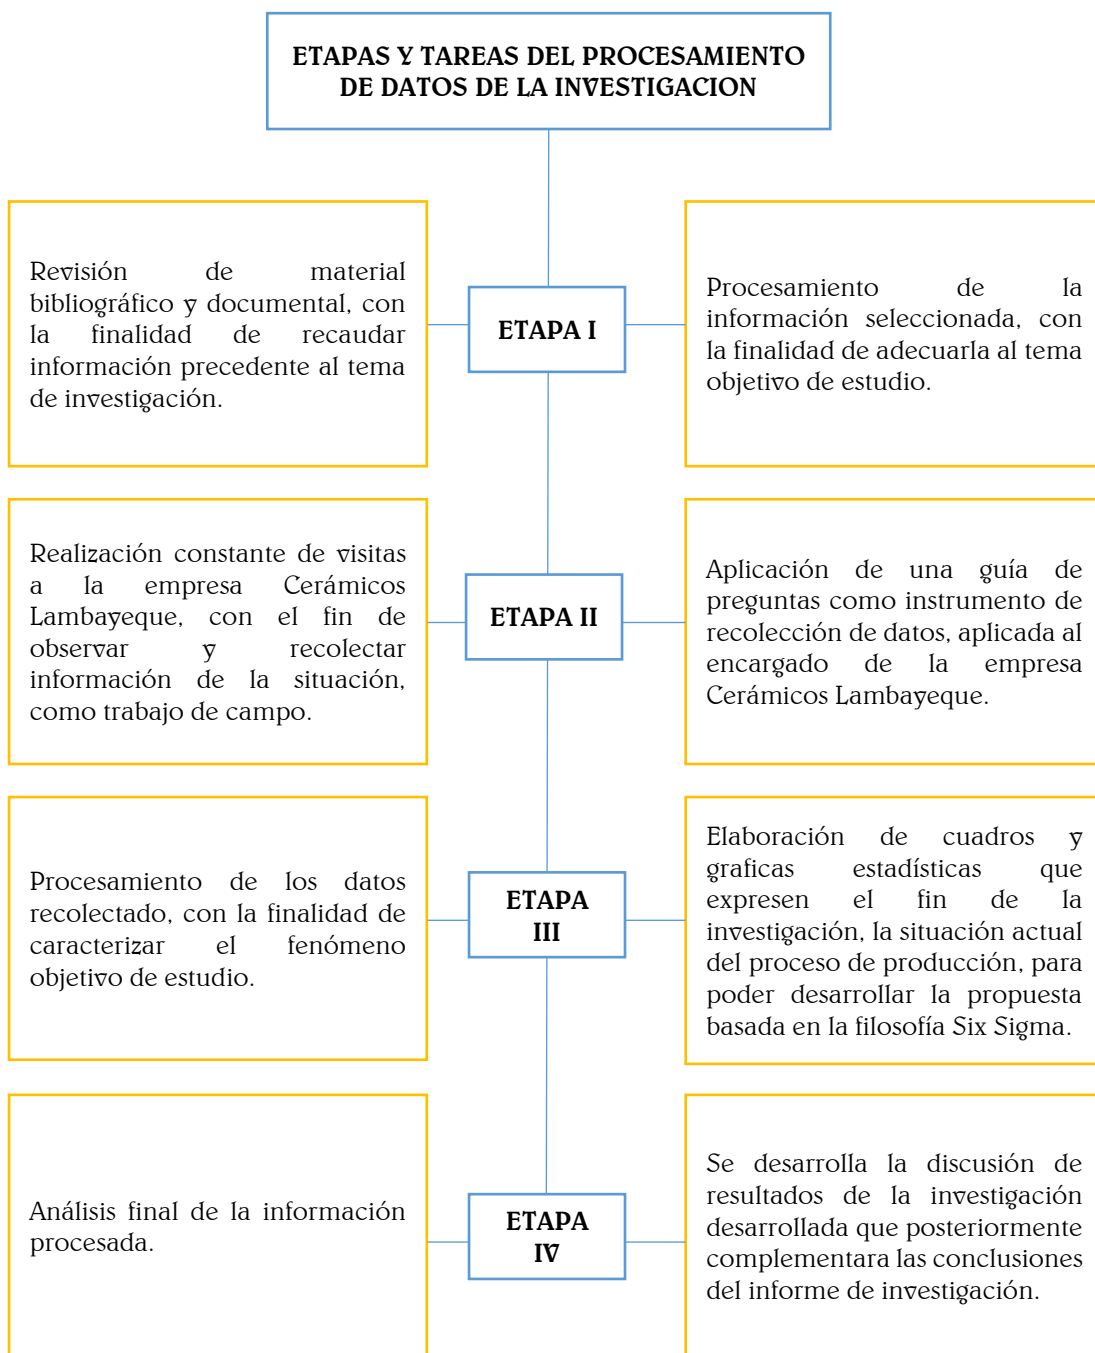 ETAPAS Y TAREAS DEL PROCESAMIENTO
DE DATOS DE LA INVESTIGACION
Revisión de material
bibliográfico y documental, con
la finalidad de recaudar
información precedente al tema
de investigación.
ETAPA I
Procesamiento de la
información seleccionada, con
la finalidad de adecuarla al tema
objetivo de estudio.
Realización constante de visitas
a la empresa Cerámicos
Lambayeque, con el fin de
observar y recolectar
información de la situación,
como trabajo de campo.
ETAPA II
Aplicación de una guía de
preguntas como instrumento de
recolección de datos, aplicada al
encargado de la empresa
Cerámicos Lambayeque.
Procesamiento de los datos
recolectado, con la finalidad de
caracterizar el fenómeno
objetivo de estudio.
ETAPA
III
Elaboración de cuadros y
graficas estadísticas que
expresen el fin de la
investigación, la situación actual
del proceso de producción, para
poder desarrollar la propuesta
basada en la filosofía Six Sigma.
Análisis final de la información
procesada.
ETAPA
IV
Se desarrolla la discusión de
resultados de la investigación
desarrollada que posteriormente
complementara las conclusiones
del informe de investigación.